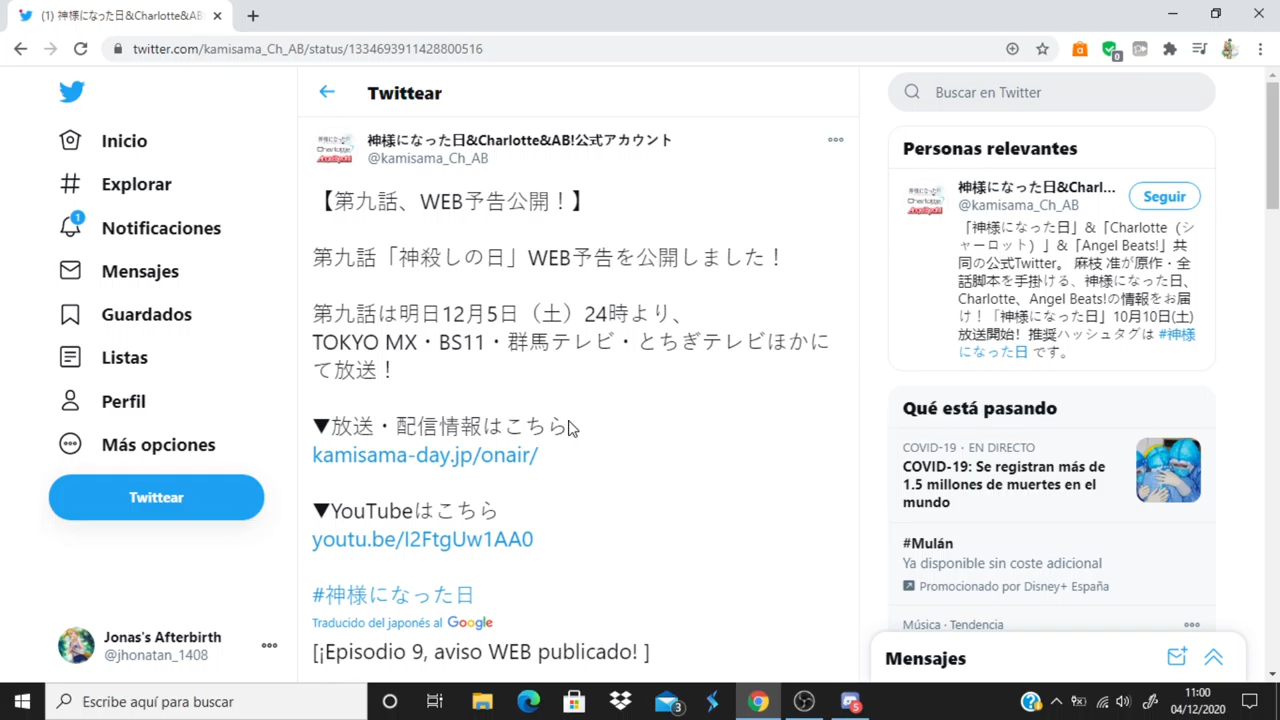 (1) 神様になった日&Charlotte&AB
twitter.com/kamisama_Ch_AB/status/1334693911428800516
0
Inicio
Explorar
1
Notificaciones
Mensajes
Guardados
Listas
Perfil
Más opciones
Twittear
Jonas's Afterbirth
@jhonatan_1408
Twittear
神様になった日&Charlotte&AB!公式アカウント
@kamisama_Ch_AB
【第九話、WEB予告公開！】
第九話「神殺しの日」WEB予告を公開しました！
第九話は明日12月5日（土）24時より、
TOKYO MX・BS11・群馬テレビ・とちぎテレビほかに
て放送！
▼放送・配信情報はこちら
kamisama-day.jp/onair/
▼YouTubeはこちら
youtu.be/I2FtgUw1AA0
#神様になった日
Traducido del japonés al Google
[¡Episodio 9, aviso WEB publicado! ]
Buscar en Twitter
Personas relevantes
神様になった日&Charl...
@kamisama_Ch_AB
Seguir
「神様になった日」&「Charlotte（シ
ャーロット）」&「Angel Beats!」共
同の公式Twitter。 麻枝 准が原作・全
話脚本を手掛ける、神様になった日、
Charlotte、Angel Beats!の情報をお届
け！「神様になった日」10月10日(土)
放送開始！推奨ハッシュタグは #神様
になった日 です。
Qué está pasando
COVID-19 · EN DIRECTO
COVID-19: Se registran más de
1.5 millones de muertes en el
mundo
#Mulán
Ya disponible sin coste adicional
Promocionado por Disney+ España
Música · Tendencia
Mensajes
Escribe aquí para buscar
3
5
11:00
04/12/2020